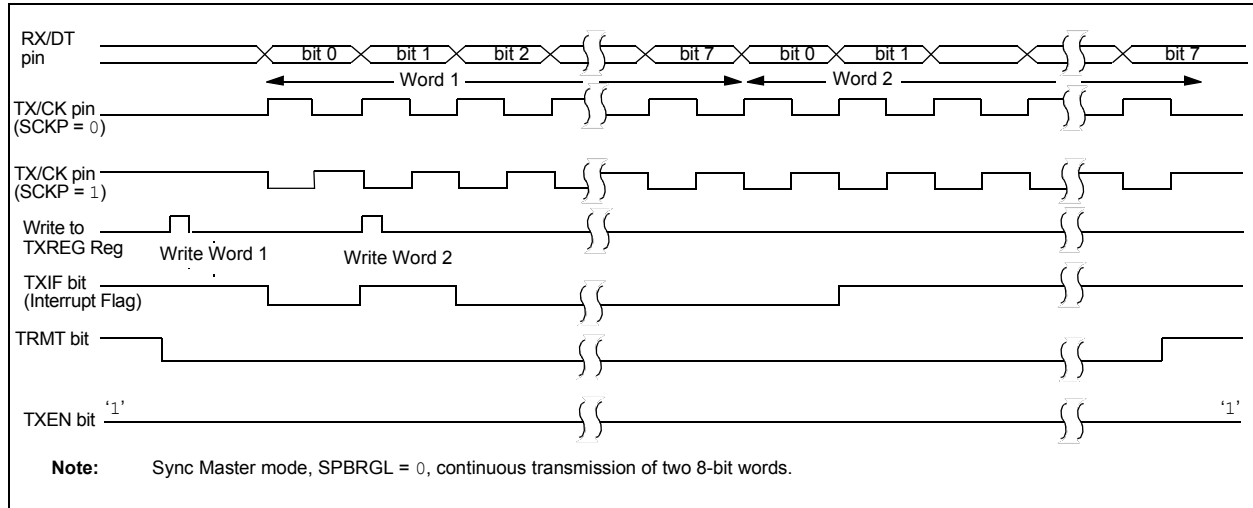 RX/DT
pin
bit 0 bit 1 bit 2 bit 7 bit 0 bit 1 bit 7
Word 1 Word 2
TX/CK pin
(SCKP = 0)
TX/CK pin
(SCKP = 1)
Write to
TXREG Reg
Write Word 1 Write Word 2
TXIF bit
(Interrupt Flag)
TRMT bit
TXEN bit ‘1’ ‘1’
Note: Sync Master mode, SPBRGL = 0, continuous transmission of two 8-bit words.